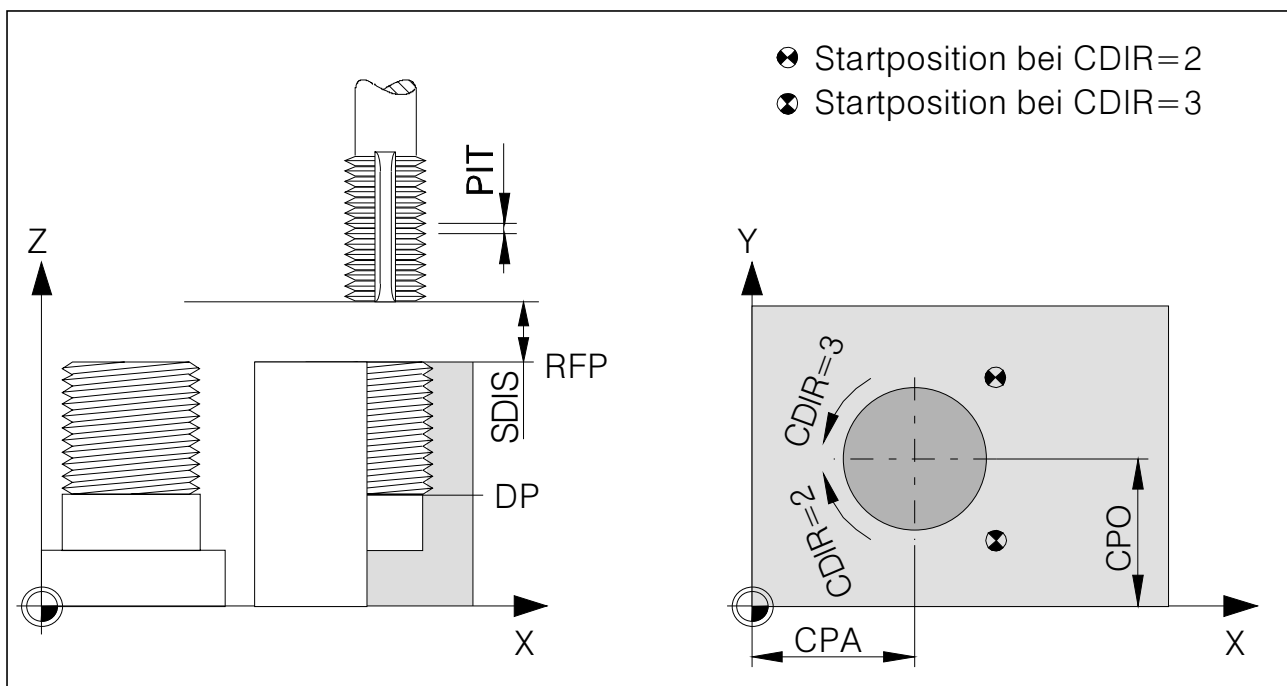 Startposition bei CDIR=2
Startposition bei CDIR=3
PIT
Z
RFP
SDIS
DP
X
Y
CDIR=3
CDIR=2
CPO
CPA
X